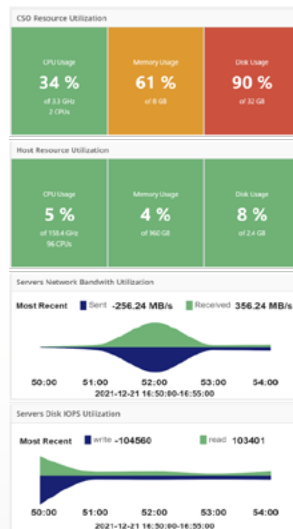 CSO Resource Utilization
CPU Usage Memory Usage Disk Usage
34 % 61 % 90 %
of 3.3 GHz of 8 GB of 32 GB
2 CPUs
Host Resource Utilization
CPU Usage Memory Usage Disk Usage
5 % 4 % 8 %
of 158.4 GHz of 960 GB of 2.4 GB
96 CPUs
Servers Network Bandwith Utilization
Most Recent Sent -256.24 MB/s Received 356.24 MB/s
50:00 51:00 52:00 53:00 54:00
2021-12-21 16:50:00-16:55:00
Servers Disk IOPS Utilization
Most Recent write -104560 read 103401
50:00 51:00 52:00 53:00 54:00
2021-12-21 16:50:00-16:55:00